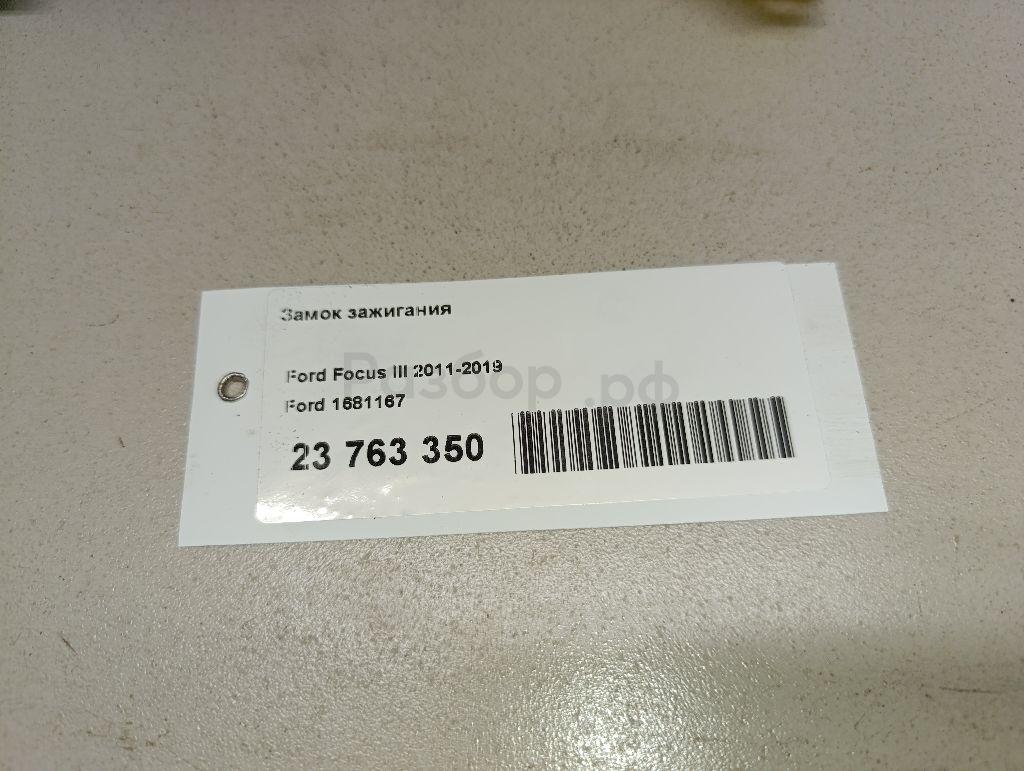 Замок зажигания
Ford Focus III 2011-2019
Ford 1681167
23 763 350
Разбор.рф